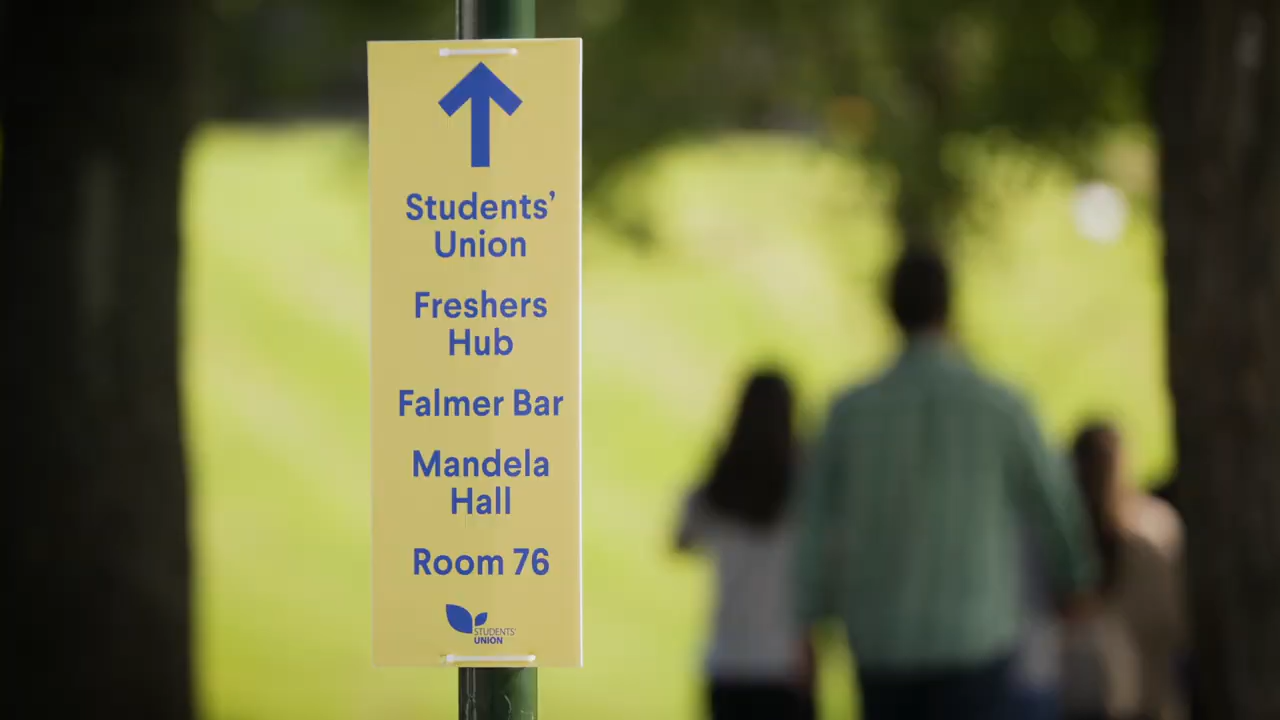 Students’
Union
Freshers
Hub
Falmer Bar
Mandela
Hall
Room 76
STUDENTS'
UNION